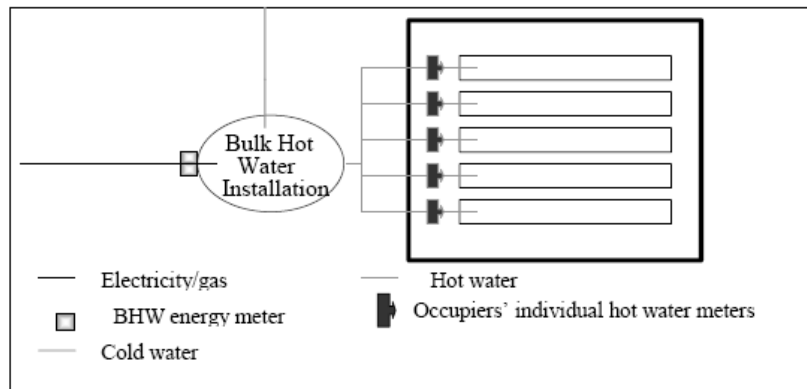 Bulk Hot
Water
Installation
Electricity/gas
Hot water
BHW energy meter
Occupiers' individual hot water meters
Cold water